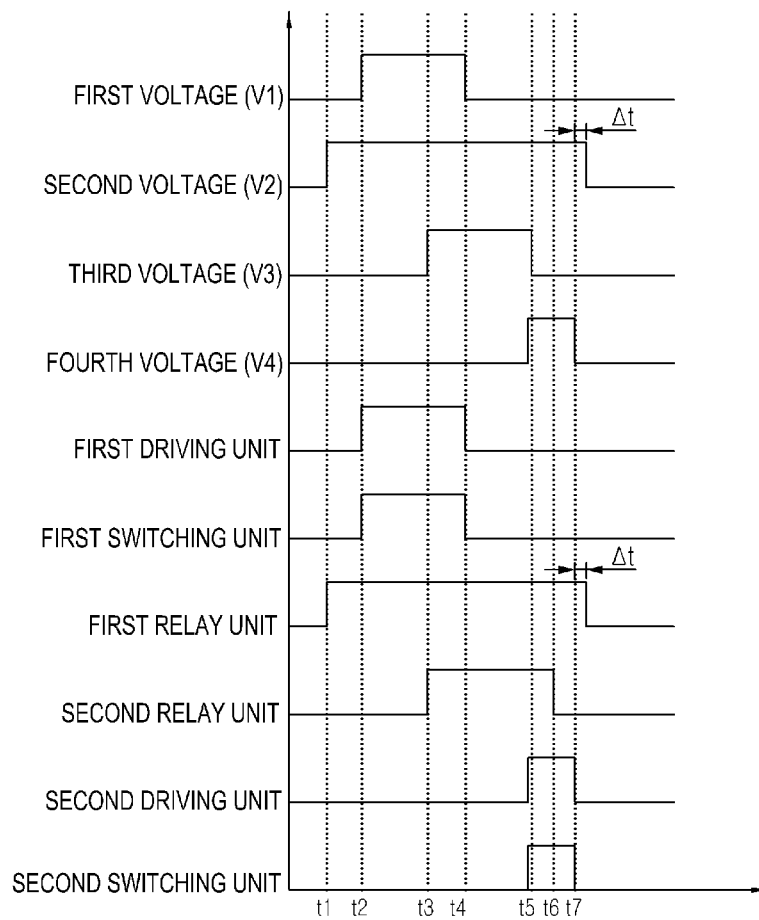 FIRST VOLTAGE (V1)
Δt
SECOND VOLTAGE (V2)
THIRD VOLTAGE (V3)
FOURTH VOLTAGE (V4)
FIRST DRIVING UNIT
FIRST SWITCHING UNIT
Δt
FIRST RELAY UNIT
SECOND RELAY UNIT
SECOND DRIVING UNIT
SECOND SWITCHING UNIT
t1 t2 t3 t4 t5 t6 t7